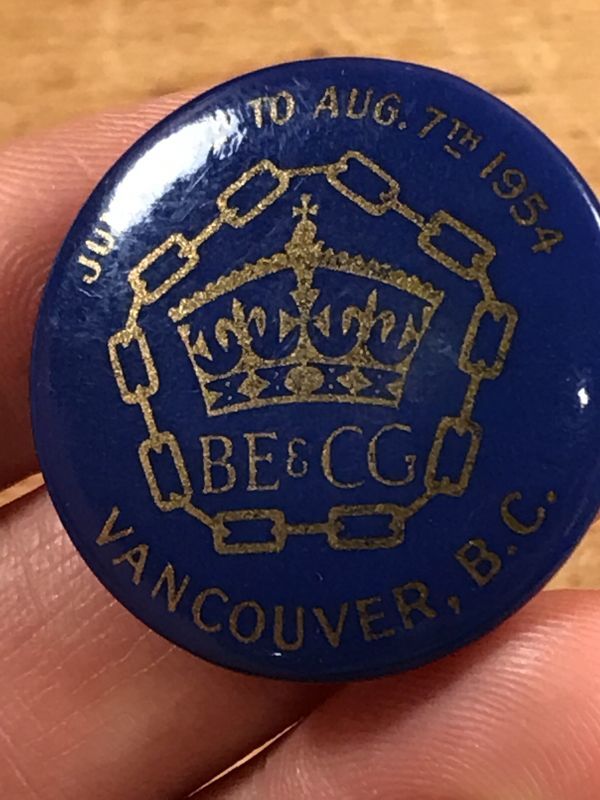 TO AUG. 7TH 1954
BE&CG
VANCOUVER, B.C.